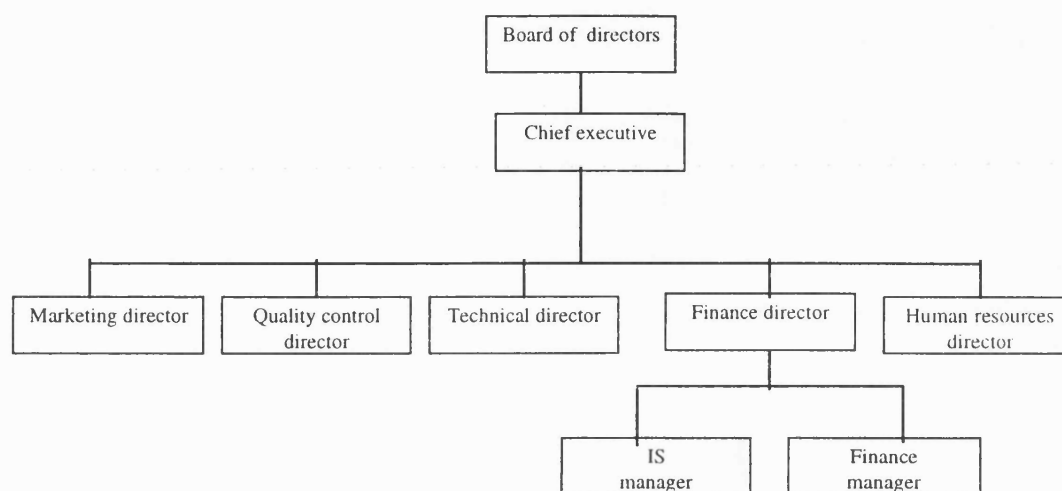 Board of directors
Chief executive
Marketing director
Quality control
director
Technical director
Finance director
Human resources
director
IS
manager
Finance
manager